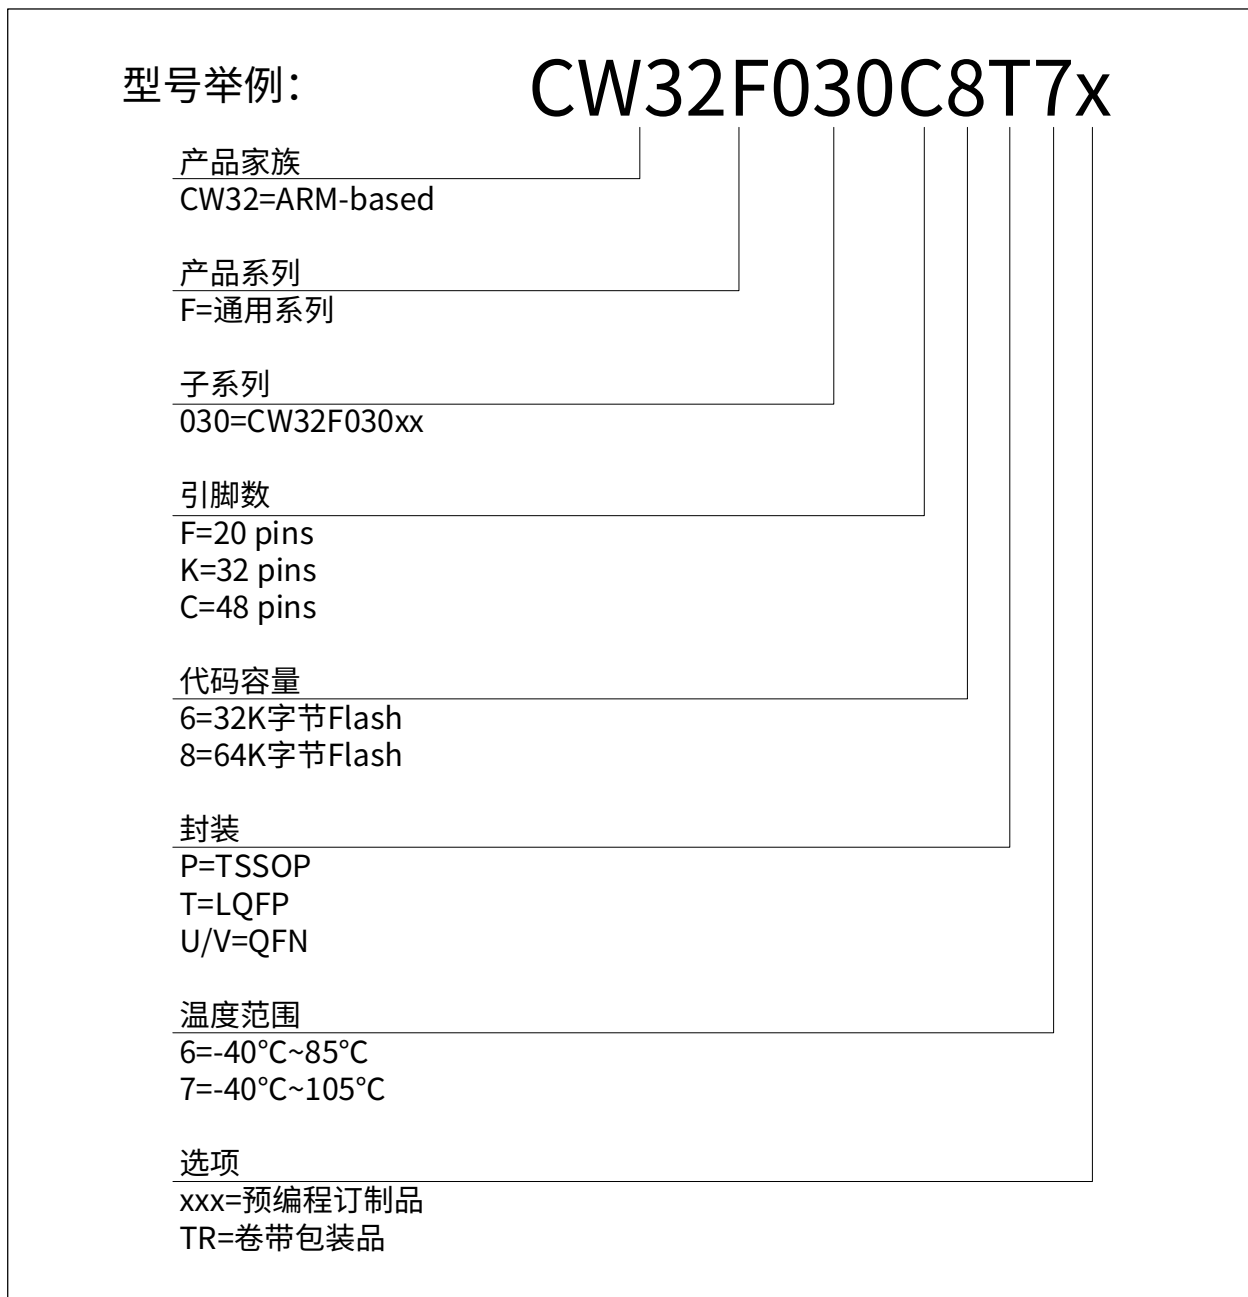 型号举例： CW32F030C8T7x
产品家族
CW32=ARM-based
产品系列
F=通用系列
子系列
030=CW32F030xx
引脚数
F=20 pins
K=32 pins
C=48 pins
代码容量
6=32K字节Flash
8=64K字节Flash
封装
P=TSSOP
T=LQFP
U/V=QFN
温度范围
6=-40℃~85℃
7=-40℃~105℃
选项
xxx=预编程订制品
TR=卷带包装品